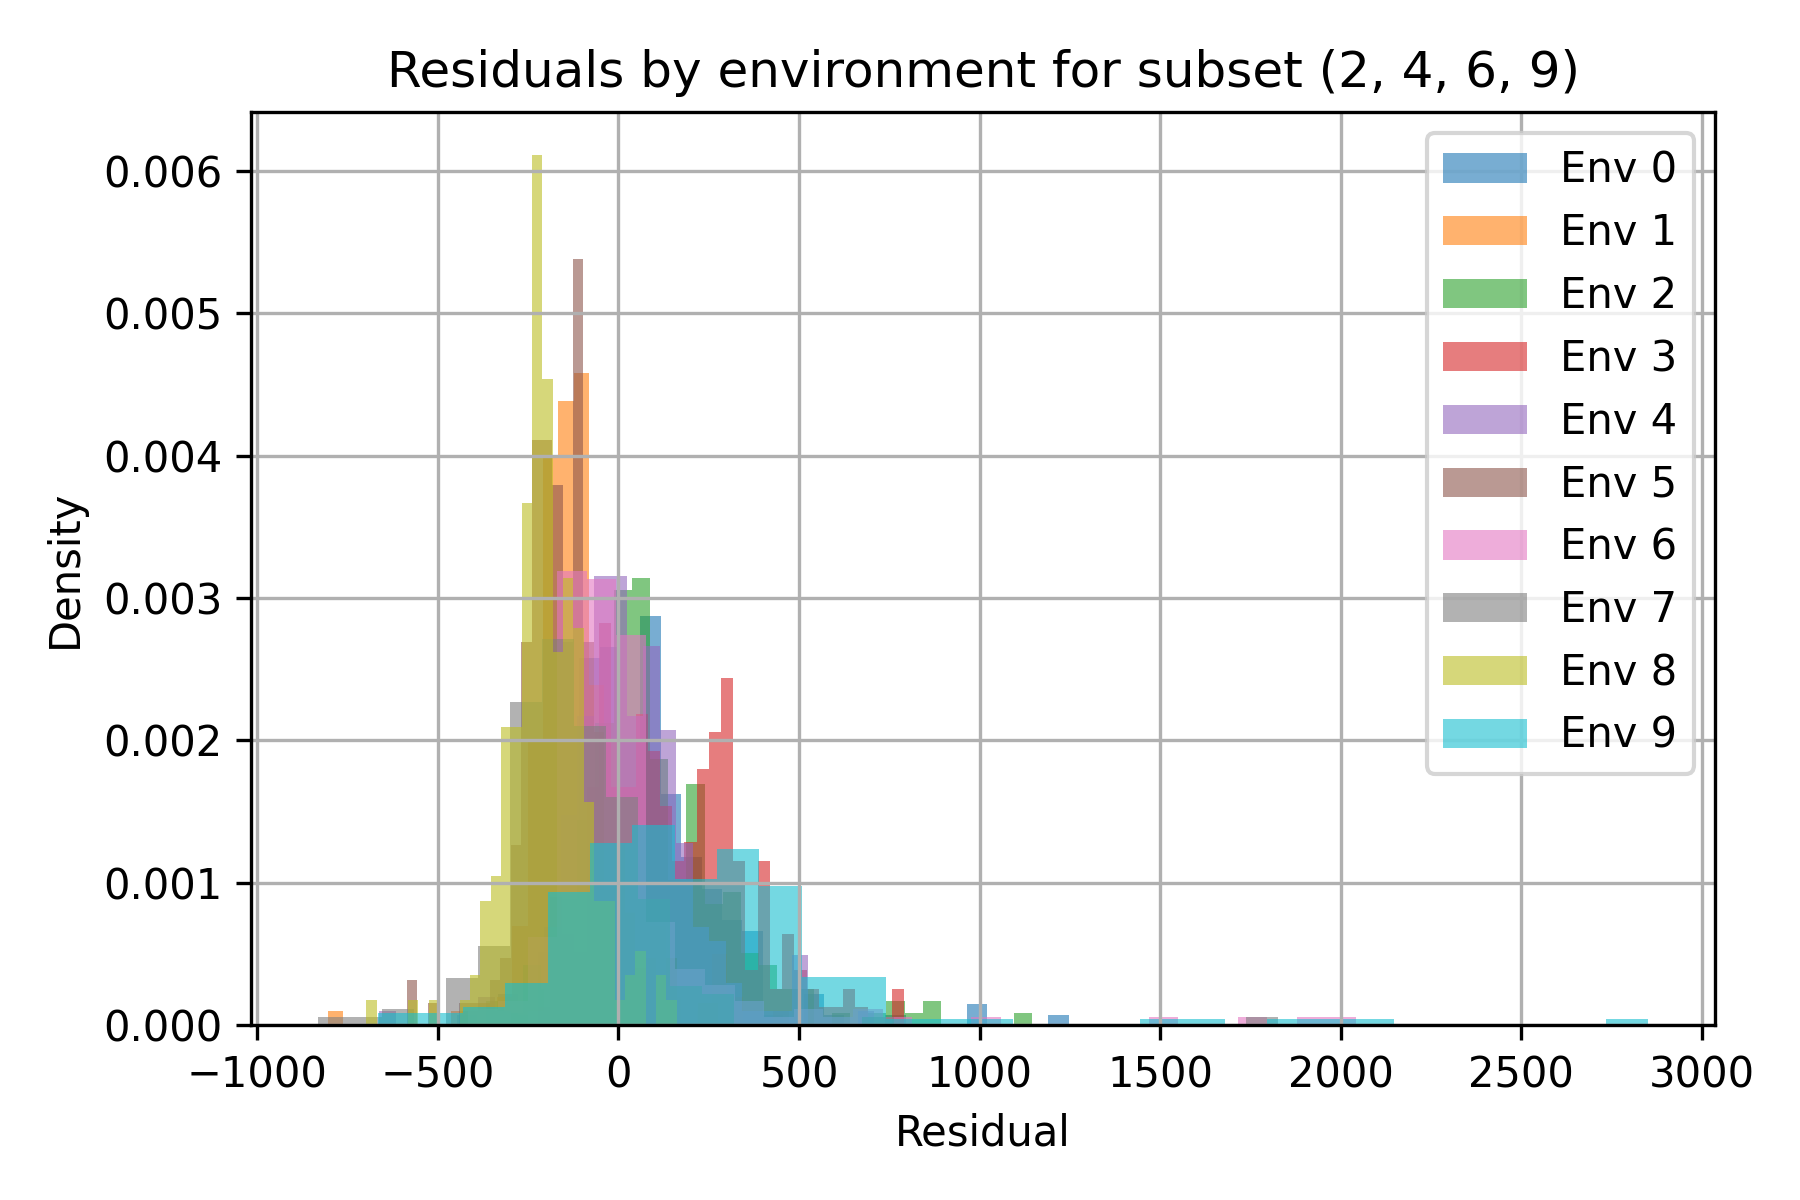 Residuals by environment for subset (2, 4, 6, 9)
Density
0.006
0.005
0.004
0.003
0.002
0.001
0.000
−1000
−500
0
500
1000
1500
2000
2500
3000
Residual
Env 0
Env 1
Env 2
Env 3
Env 4
Env 5
Env 6
Env 7
Env 8
Env 9